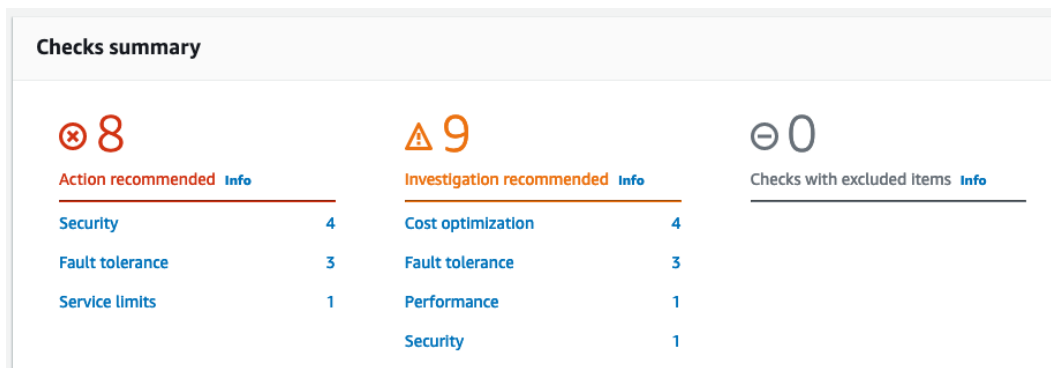 Checks summary
8
Action recommended Info
Security 4
Fault tolerance 3
Service limits 1
9
Investigation recommended Info
Cost optimization 4
Fault tolerance 3
Performance 1
Security 1
0
Checks with excluded items Info